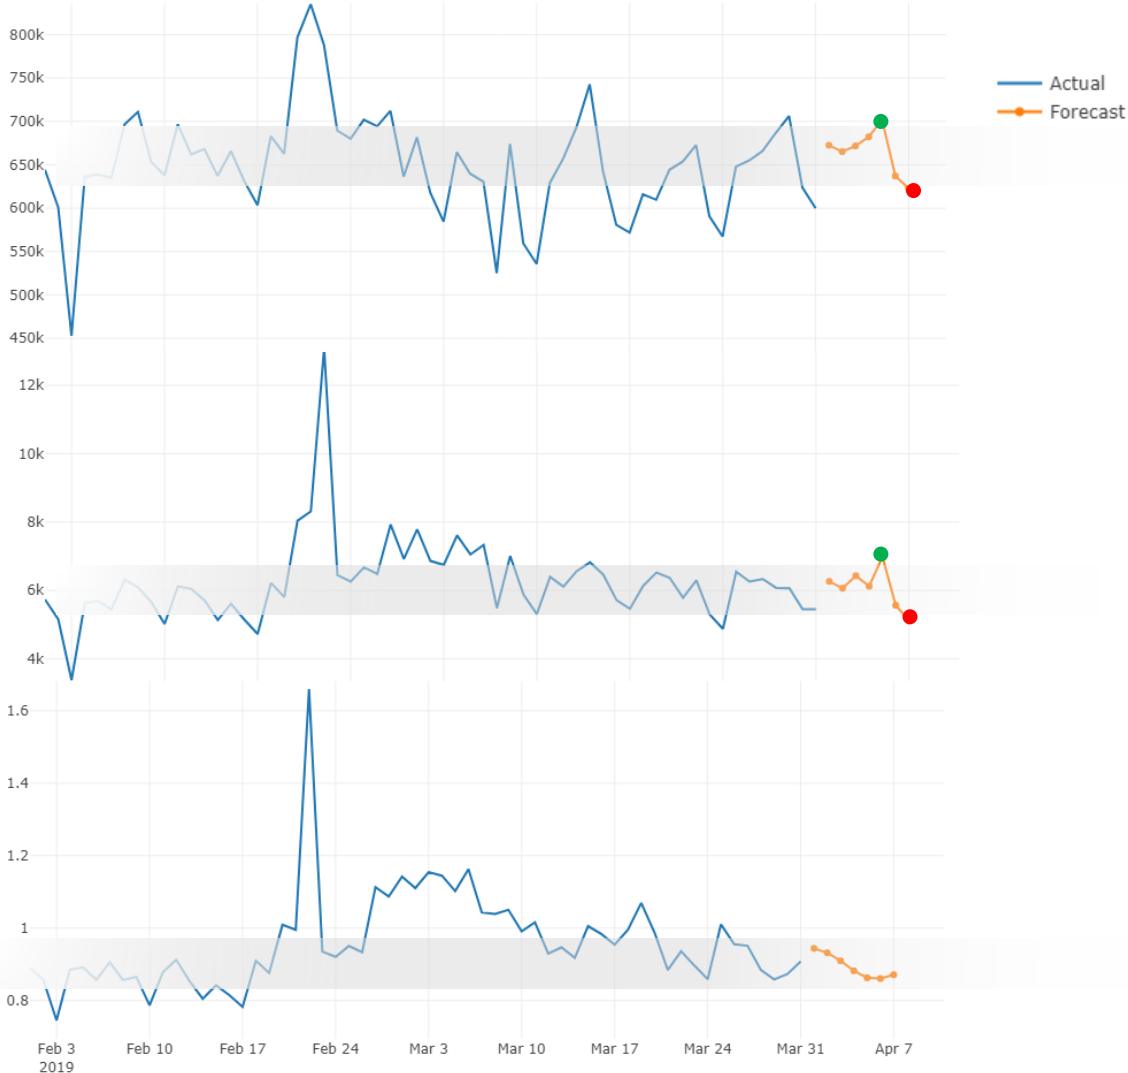 800k
750k
700k
650k
600k
550k
500k
450k
Actual
Forecast
12k
10k
8k
6k
4k
1.6
1.4
1.2
1
0.8
Feb 3 Feb 10 Feb 17 Feb 24 Mar 3 Mar 10 Mar 17 Mar 24 Mar 31 Apr 7
2019